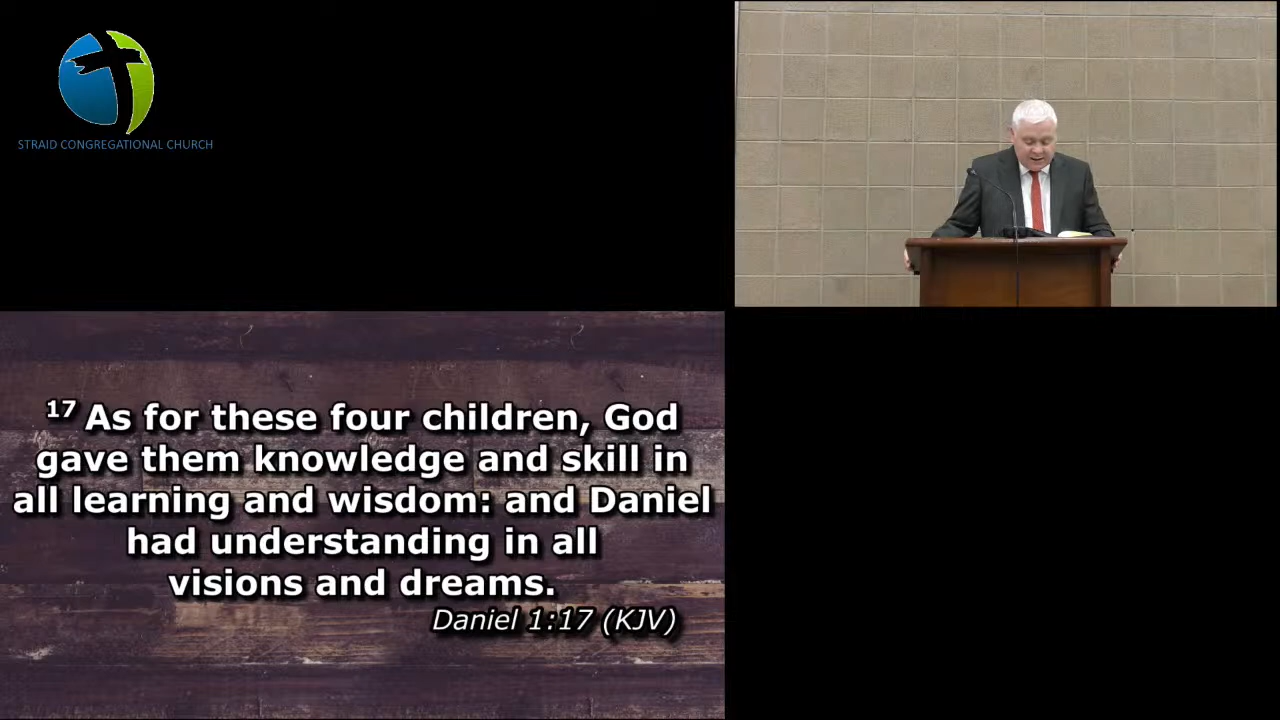 STRAID CONGREGATIONAL CHURCH
17 As for these four children, God
gave them knowledge and skill in
all learning and wisdom: and Daniel
had understanding in all
visions and dreams.
Daniel 1:17 (KJV)